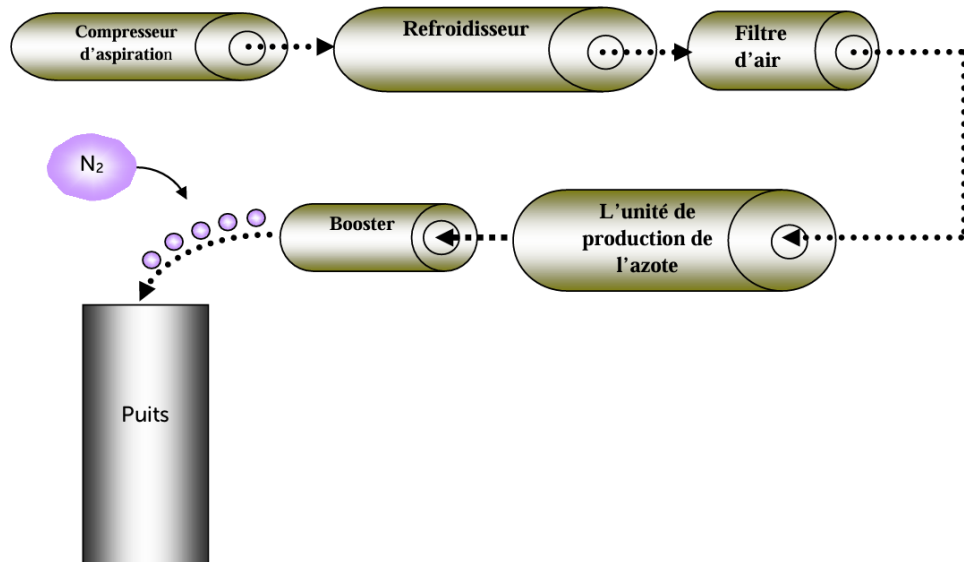 Compresseur
d'aspiration
Refroidisseur
Filtre
d'air
N₂
Booster
L'unité de
production de
l'azote
Puits